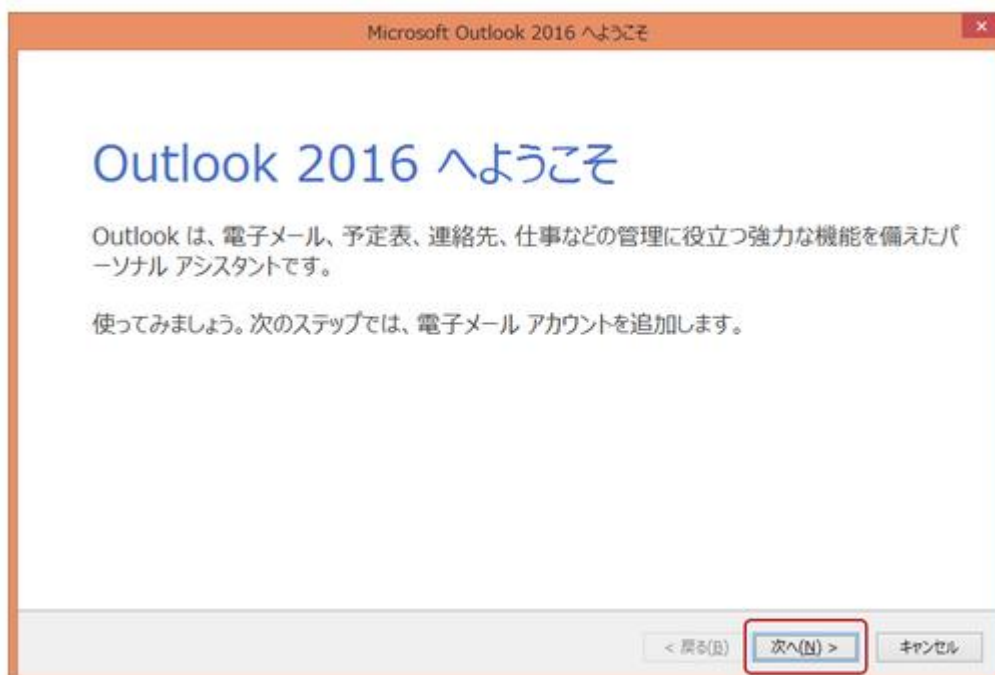 Microsoft Outlook 2016 へようこそ
Outlook 2016 へようこそ
Outlook は、電子メール、予定表、連絡先、仕事などの管理に役立つ強力な機能を備えたパ
ーソナル アシスタントです。
使ってみましょう。次のステップでは、電子メール アカウントを追加します。
< 戻る(B) 次へ(N) > キャンセル